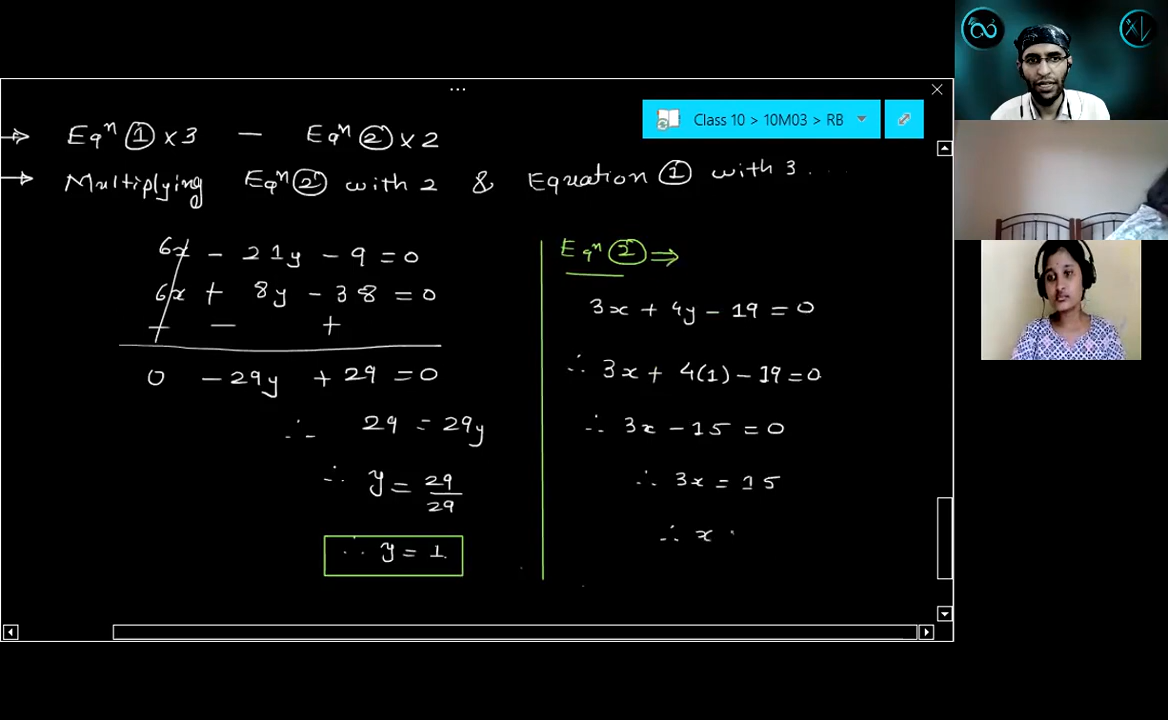 Class 10 > 10M03 > RB
→ Eqⁿ ① × 3 — Eqⁿ ② × 2
→ Multiplying Eqⁿ ② with 2 & Equation ① with 3 . . . .
6x - 21y - 9 = 0
6x + 8y - 38 = 0
- - +
0 - 29y + 29 = 0
∴ 29 = 29y
∴ y = 29/29
∴ y = 1
Eqⁿ ② ⇒
3x + 4y - 19 = 0
∴ 3x + 4(1) - 19 = 0
∴ 3x - 15 = 0
∴ 3x = 15
∴ x